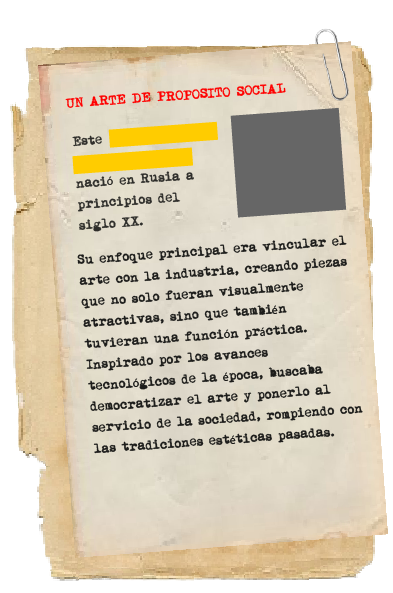 UN ARTE DE PROPOSITO SOCIAL
Este
nació en Rusia a
principios del
siglo XX.
Su enfoque principal era vincular el
arte con la industria, creando piezas
que no solo fueran visualmente
atractivas, sino que también
tuvieran una función práctica.
Inspirado por los avances
tecnológicos de la época, buscaba
democratizar el arte y ponerlo al
servicio de la sociedad, rompiendo con
las tradiciones estéticas pasadas.